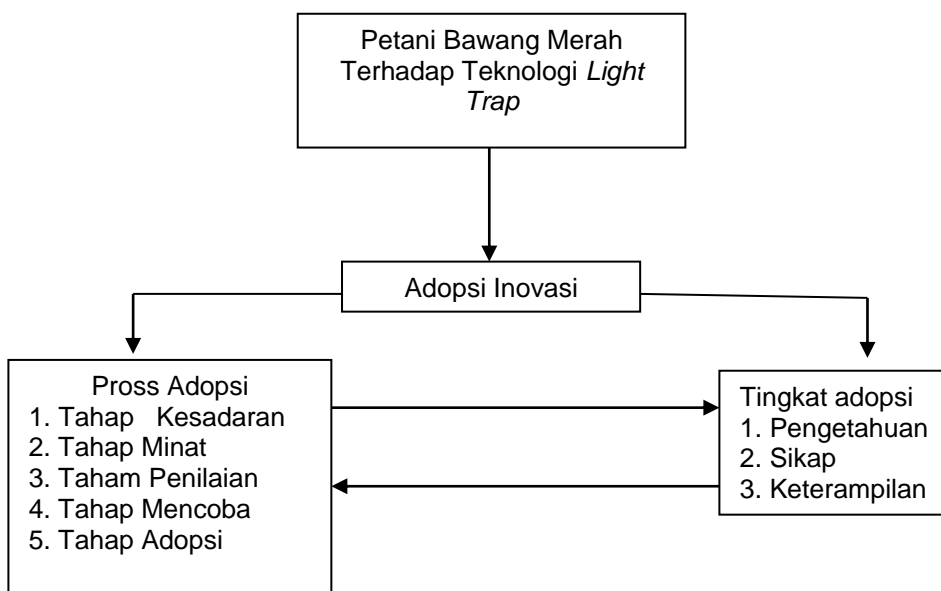 Petani Bawang Merah
Terhadap Teknologi Light
Trap
Adopsi Inovasi
Pross Adopsi
1. Tahap Kesadaran
2. Tahap Minat
3. Taham Penilaian
4. Tahap Mencoba
5. Tahap Adopsi
Tingkat adopsi
1. Pengetahuan
2. Sikap
3. Keterampilan